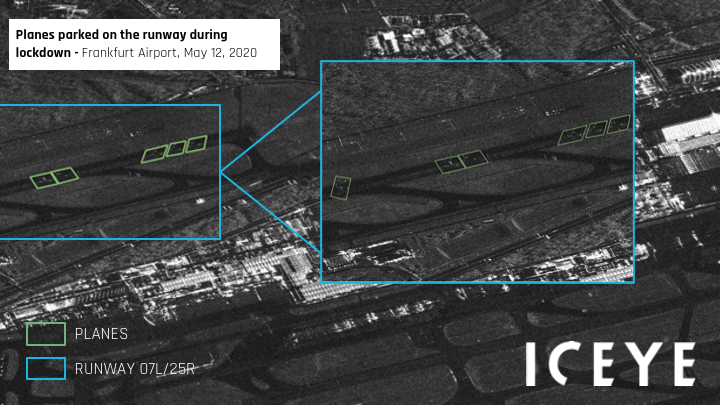 Planes parked on the runway during
lockdown - Frankfurt Airport, May 12, 2020
PLANES
RUNWAY 07L/25R
ICEYE